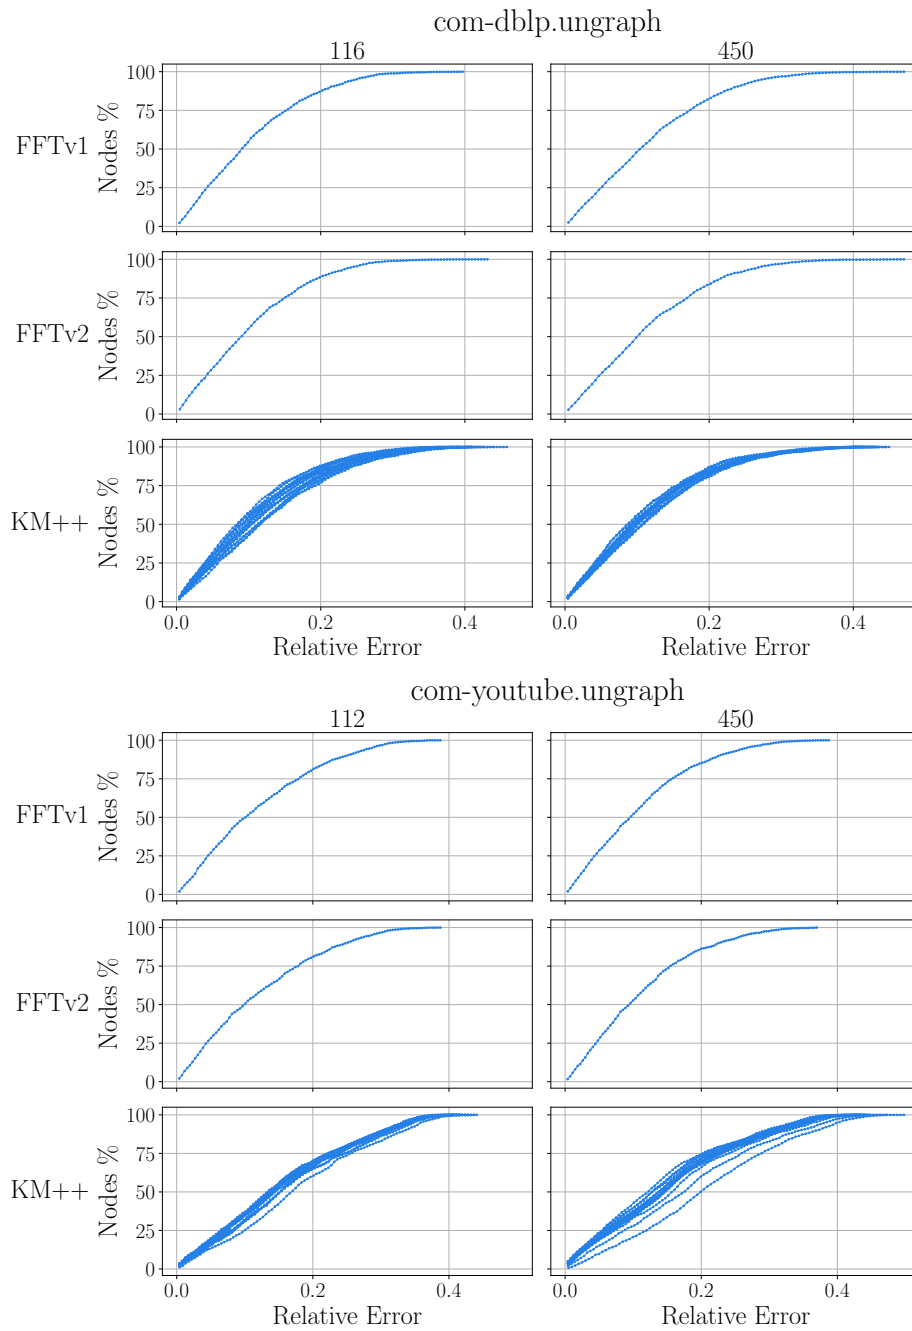 com-dblp.ungraph
116 450
FFTv1 Nodes % 100 75 50 25 0
FFTv2 Nodes % 100 75 50 25 0
KM++ Nodes % 100 75 50 25 0
0.0 0.2 0.4 0.0 0.2 0.4
Relative Error Relative Error
com-youtube.ungraph
112 450
FFTv1 Nodes % 100 75 50 25 0
FFTv2 Nodes % 100 75 50 25 0
KM++ Nodes % 100 75 50 25 0
0.0 0.2 0.4 0.0 0.2 0.4
Relative Error Relative Error